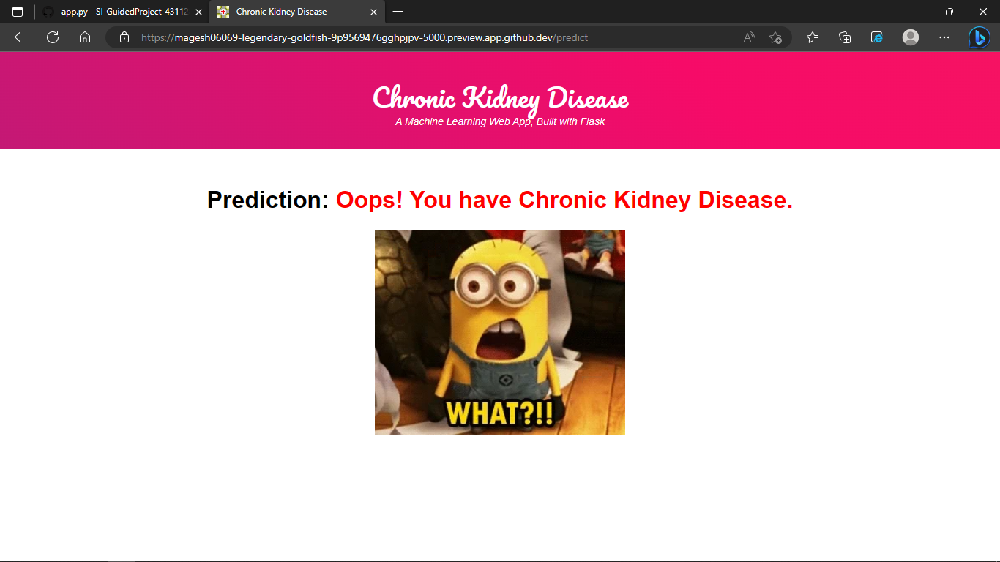 app.py - SI-GuidedProject-43112
Chronic Kidney Disease
https://magesh06069-legendary-goldfish-9p9569476gghpjpv-5000.preview.app.github.dev/predict
Chronic Kidney Disease
A Machine Learning Web App, Built with Flask
Prediction: Oops! You have Chronic Kidney Disease.
WHAT?!!